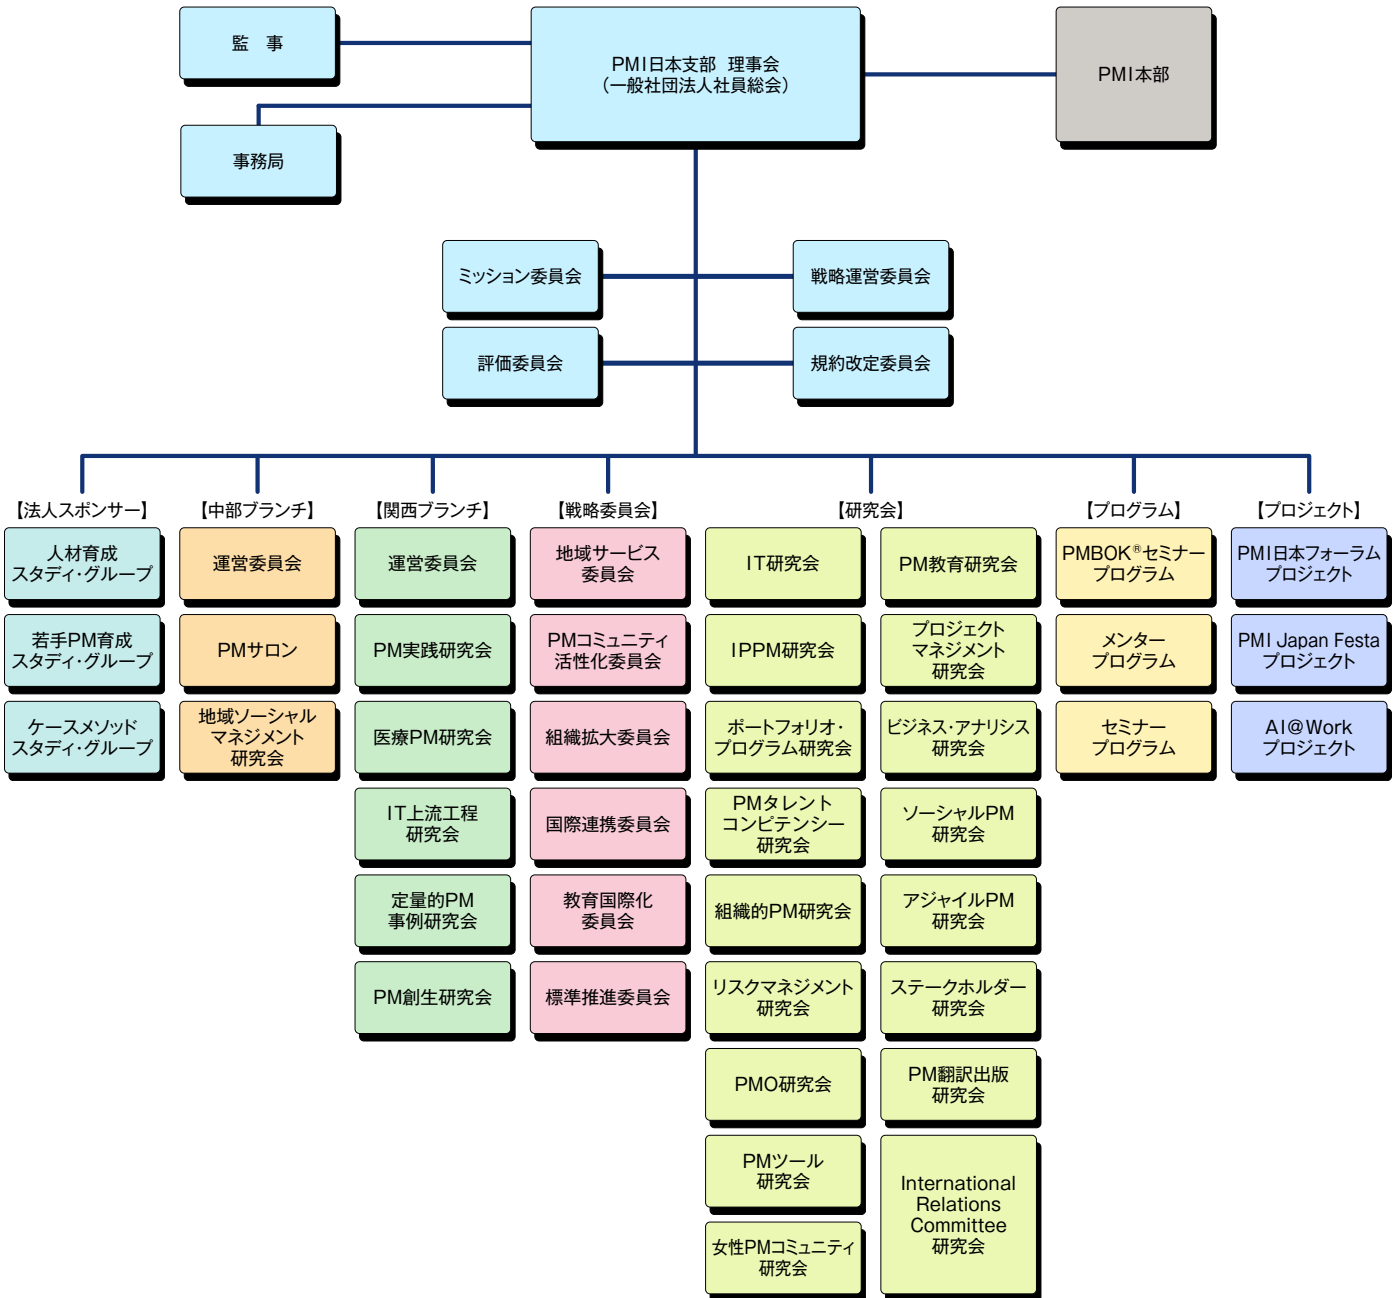 監　事
PMI日本支部 理事会
（一般社団法人社員総会）
PMI本部
事務局
ミッション委員会
戦略運営委員会
評価委員会
規約改定委員会
【法人スポンサー】
人材育成
スタディ・グループ
若手PM育成
スタディ・グループ
ケースメソッド
スタディ・グループ
【中部ブランチ】
運営委員会
PMサロン
地域ソーシャル
マネジメント
研究会
【関西ブランチ】
運営委員会
PM実践研究会
医療PM研究会
IT上流工程
研究会
定量的PM
事例研究会
PM創生研究会
【戦略委員会】
地域サービス
委員会
PMコミュニティ
活性化委員会
組織拡大委員会
国際連携委員会
教育国際化
委員会
標準推進委員会
【研究会】
IT研究会
IPPM研究会
ポートフォリオ・
プログラム研究会
PMタレント
コンピテンシー
研究会
組織的PM研究会
リスクマネジメント
研究会
PMO研究会
PMツール
研究会
女性PMコミュニティ
研究会
PM教育研究会
プロジェクト
マネジメント
研究会
ビジネス・アナリシス
研究会
ソーシャルPM
研究会
アジャイルPM
研究会
ステークホルダー
研究会
PM翻訳出版
研究会
International
Relations
Committee
研究会
【プログラム】
PMBOK®セミナー
プログラム
メンター
プログラム
セミナー
プログラム
【プロジェクト】
PMI日本フォーラム
プロジェクト
PMI Japan Festa
プロジェクト
AI@Work
プロジェクト